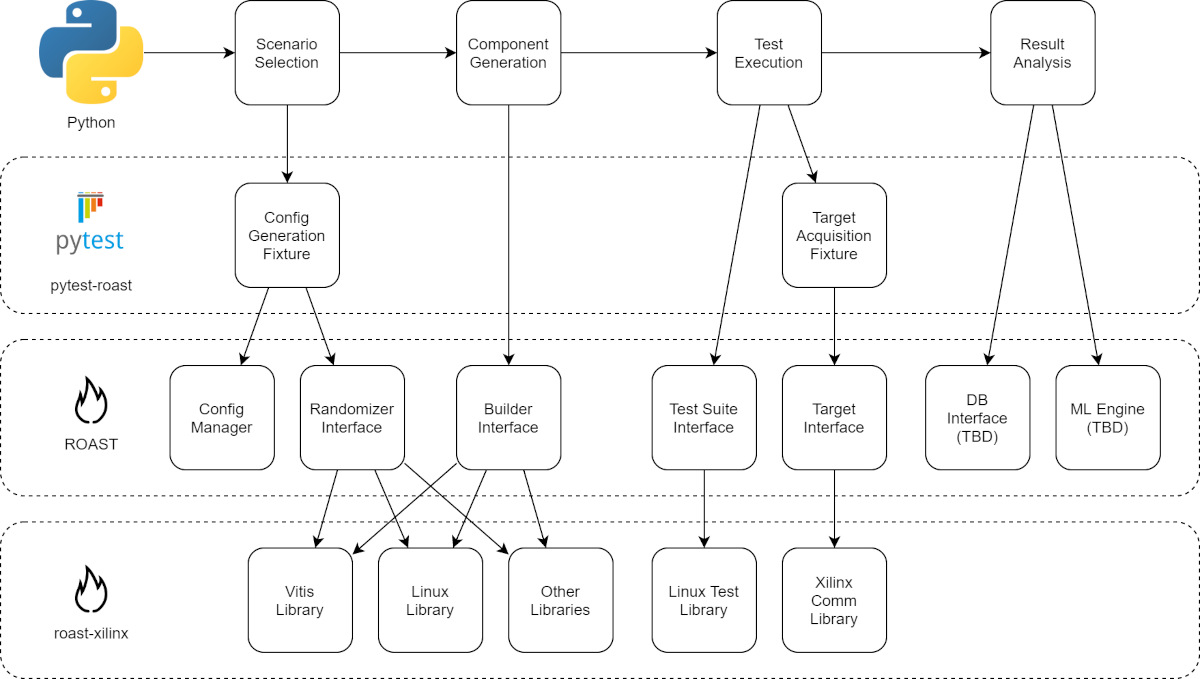 Python
Scenario
Selection
Component
Generation
Test
Execution
Result
Analysis
pytest
pytest-roast
Config
Generation
Fixture
Target
Acquisition
Fixture
ROAST
Config
Manager
Randomizer
Interface
Builder
Interface
Test Suite
Interface
Target
Interface
DB
Interface
(TBD)
ML Engine
(TBD)
roast-xilinx
Vitis
Library
Linux
Library
Other
Libraries
Linux Test
Library
Xilinx
Comm
Library